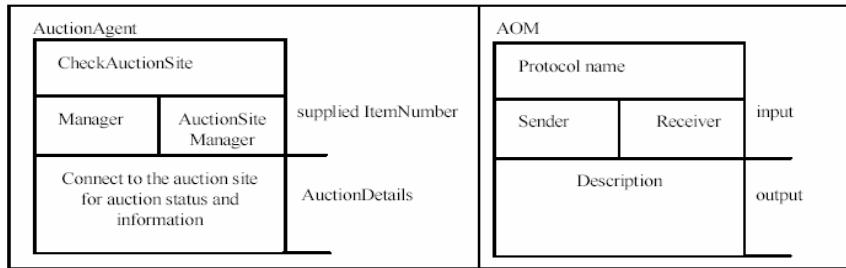 AuctionAgent
CheckAuctionSite
Manager
AuctionSite
Manager
supplied ItemNumber
Connect to the auction site
for auction status and
information
AuctionDetails
AOM
Protocol name
Sender
Receiver
input
Description
output